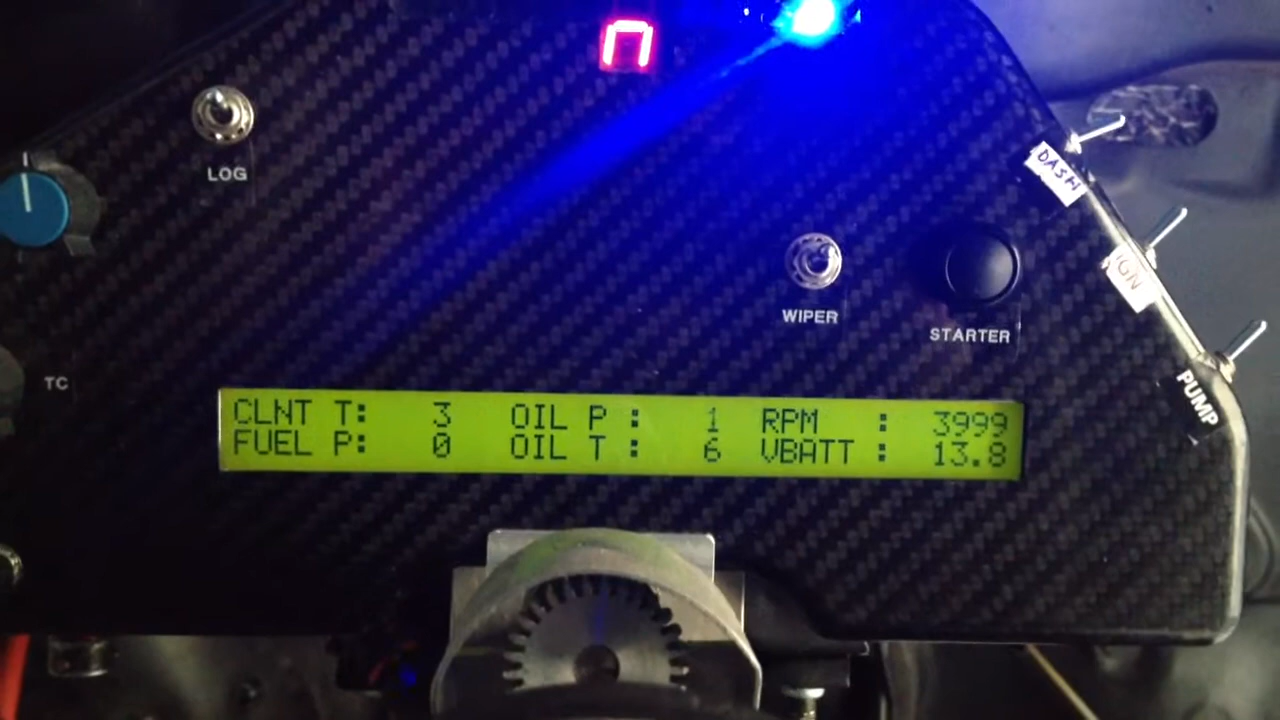 n
LOG
DASH
IGN
WIPER
STARTER
TC
PUMP
CLNT T: 3 OIL P : 1 RPM : 3999
FUEL P: 0 OIL T : 6 VBATT : 13.8